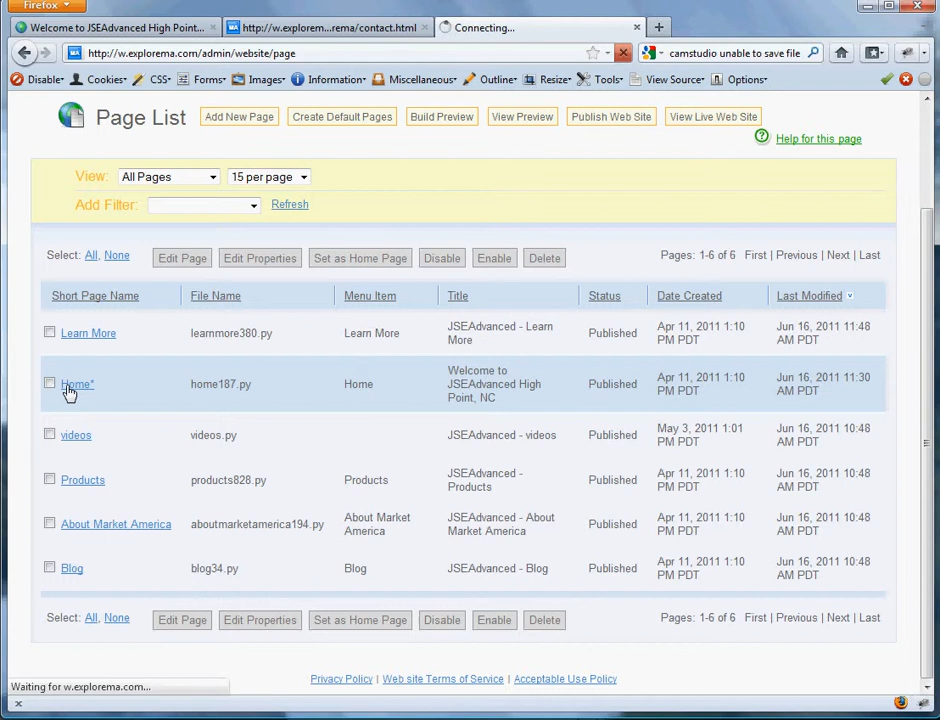 Firefox
Welcome to JSEAdvanced High Point...
http://w.explorem...rema/contact.html
Connecting...
http://w.explorema.com/admin/website/page
camstudio unable to save file
Disable Cookies CSS Forms Images Information Miscellaneous Outline Resize Tools View Source Options
Page List
Add New Page
Create Default Pages
Build Preview
View Preview
Publish Web Site
View Live Web Site
Help for this page
View: All Pages 15 per page
Add Filter: Refresh
Select: All, None Edit Page Edit Properties Set as Home Page Disable Enable Delete Pages: 1-6 of 6 First | Previous | Next | Last
Short Page Name File Name Menu Item Title Status Date Created Last Modified
Learn More learnmore380.py Learn More JSEAdvanced - Learn More Published Apr 11, 2011 1:10 PM PDT Jun 16, 2011 11:48 AM PDT
Home* home187.py Home Welcome to JSEAdvanced High Point, NC Published Apr 11, 2011 1:10 PM PDT Jun 16, 2011 11:30 AM PDT
videos videos.py JSEAdvanced - videos Published May 3, 2011 1:01 PM PDT Jun 16, 2011 10:48 AM PDT
Products products828.py Products JSEAdvanced - Products Published Apr 11, 2011 1:10 PM PDT Jun 16, 2011 10:48 AM PDT
About Market America aboutmarketamerica194.py About Market America JSEAdvanced - About Market America Published Apr 11, 2011 1:10 PM PDT Jun 16, 2011 10:48 AM PDT
Blog blog34.py Blog JSEAdvanced - Blog Published Apr 11, 2011 1:10 PM PDT Jun 16, 2011 10:48 AM PDT
Select: All, None Edit Page Edit Properties Set as Home Page Disable Enable Delete Pages: 1-6 of 6 First | Previous | Next | Last
Privacy Policy | Web site Terms of Service | Acceptable Use Policy
Waiting for w.explorema.com...